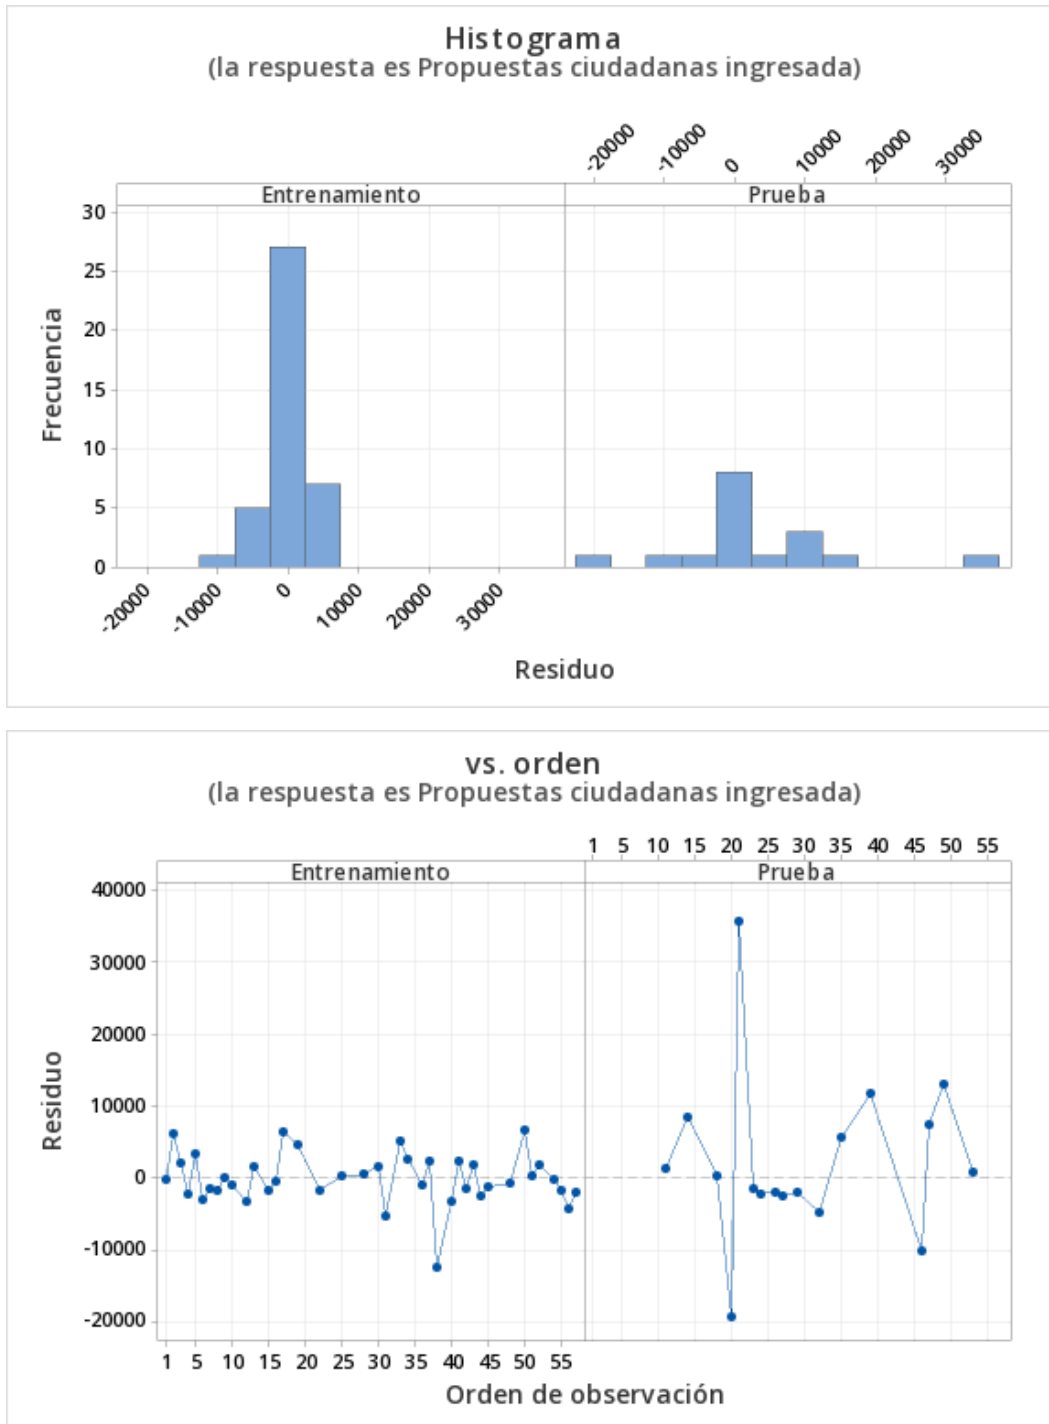 Histograma
(la respuesta es Propuestas ciudadanas ingresada)
-20000 -10000 0 10000 20000 30000
Entrenamiento Prueba
30
25
20
15
10
5
0
Frecuencia
-20000 -10000 0 10000 20000 30000
Residuo
vs. orden
(la respuesta es Propuestas ciudadanas ingresada)
1 5 10 15 20 25 30 35 40 45 50 55
Entrenamiento Prueba
40000
30000
20000
10000
0
-10000
-20000
Residuo
1 5 10 15 20 25 30 35 40 45 50 55
Orden de observación